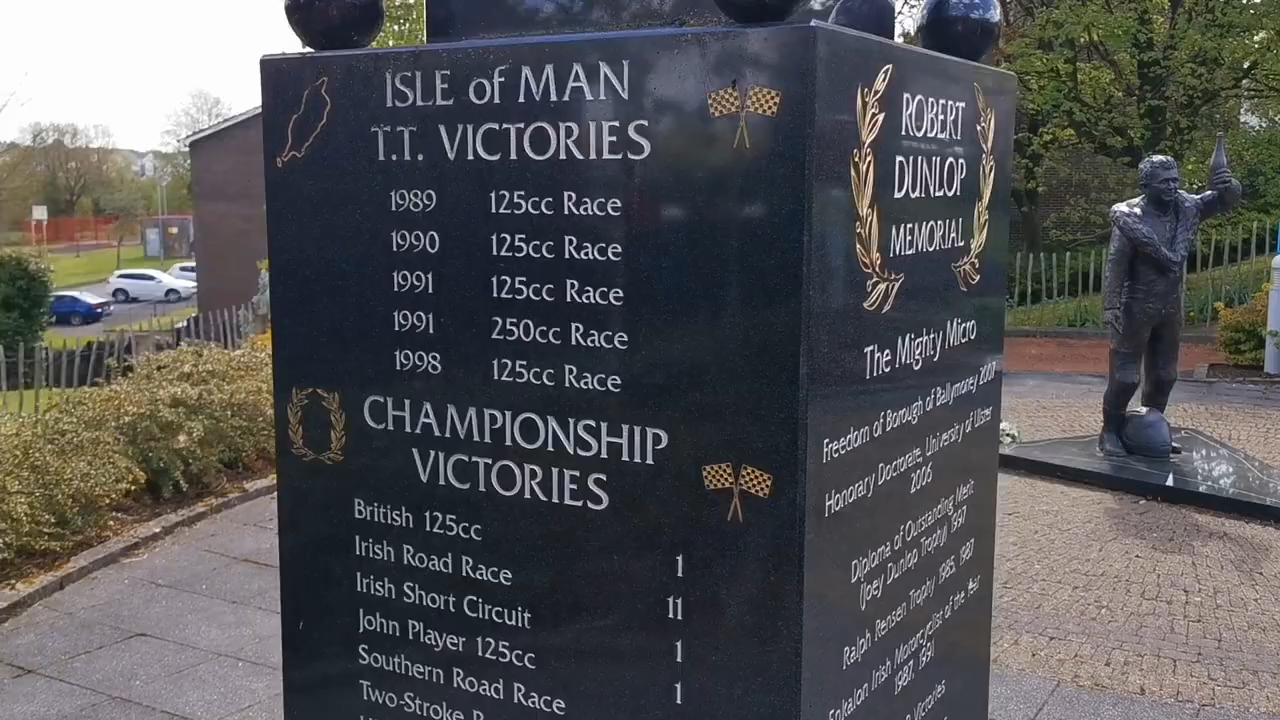 ISLE of MAN
T.T. VICTORIES
1989 125cc Race
1990 125cc Race
1991 125cc Race
1991 250cc Race
1998 125cc Race
CHAMPIONSHIP
VICTORIES
British 125cc 1
Irish Road Race 11
Irish Short Circuit 1
John Player 125cc 1
Southern Road Race
Two-Stroke
ROBERT
DUNLOP
MEMORIAL
The Mighty Micro
Freedom of Borough of Ballymoney 2007
Honorary Doctorate, University of Ulster
2006
Diploma of Outstanding Merit
(Joey Dunlop Trophy) 1997
Ralph Rensen Trophy 1985, 1987
Enkalon Irish Motorcyclist of the Year
1987, 1991
Victories